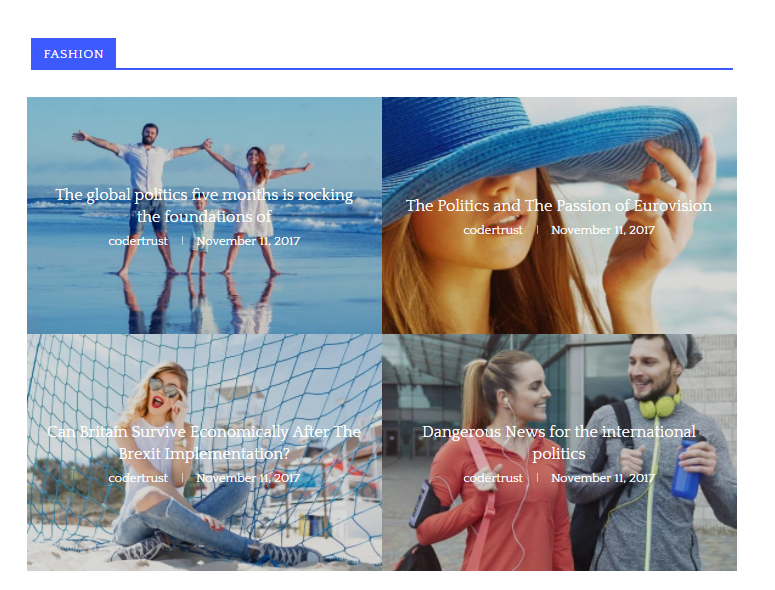 FASHION
The global politics five months is rocking
the foundations of
codertrust | November 11, 2017
The Politics and The Passion of Eurovision
codertrust | November 11, 2017
Can Britain Survive Economically After The
Brexit Implementation?
codertrust | November 11, 2017
Dangerous News for the international
politics
codertrust | November 11, 2017